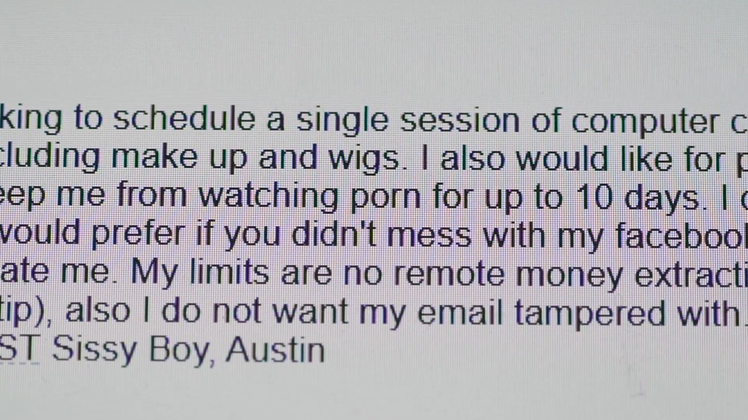 king to schedule a single session of computer c
cluding make up and wigs. I also would like for p
eep me from watching porn for up to 10 days. I
would prefer if you didn't mess with my facebook
ate me. My limits are no remote money extracti
tip), also I do not want my email tampered with.
ST Sissy Boy, Austin